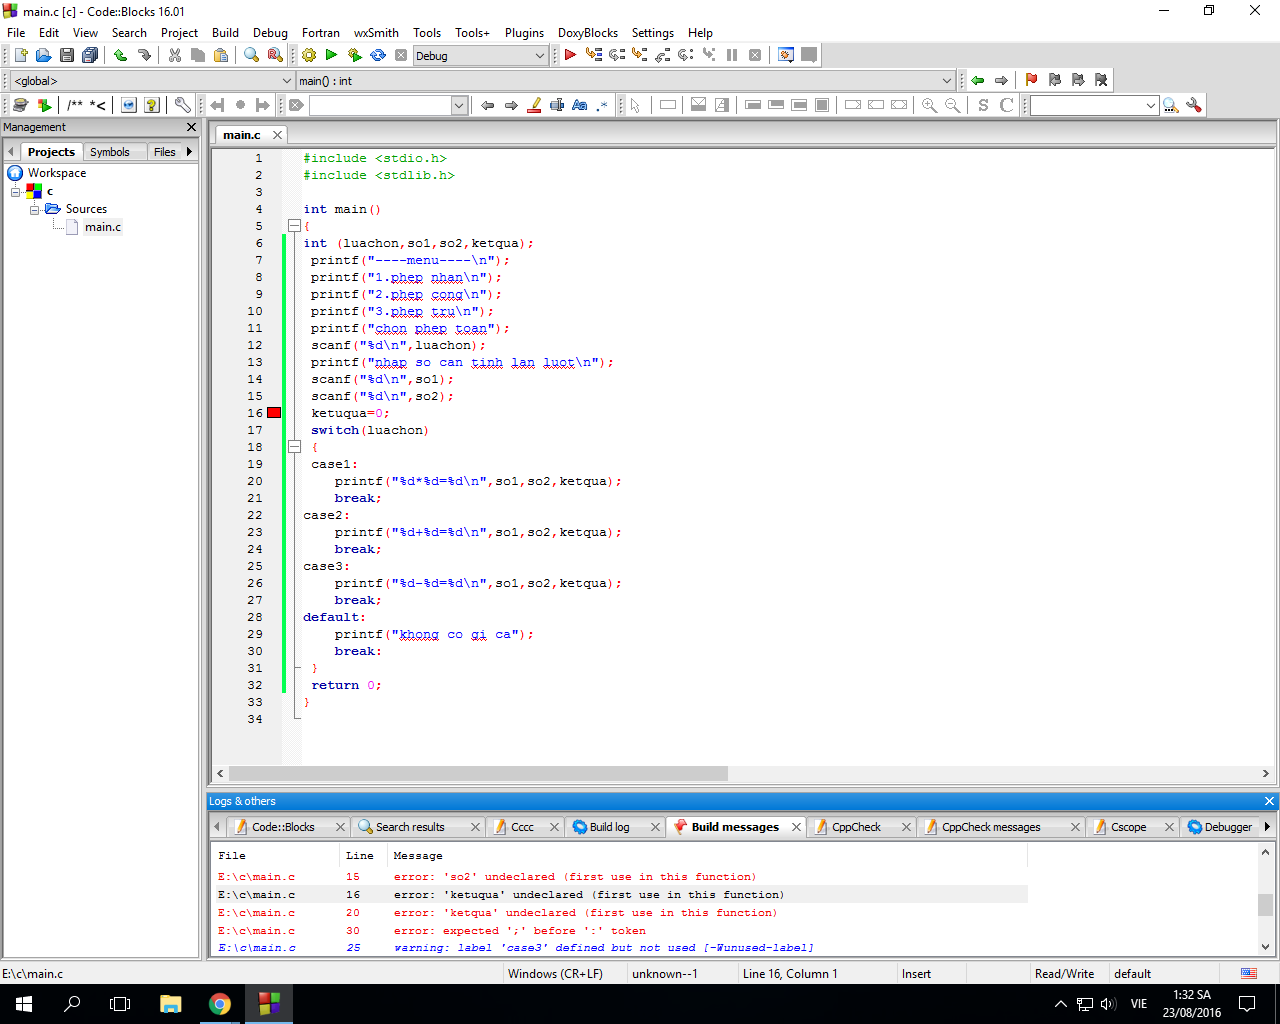 main.c [c] - Code::Blocks 16.01
File Edit View Search Project Build Debug Fortran wxSmith Tools Tools+ Plugins DoxyBlocks Settings Help
Debug
<global> main() : int
/** *<
Aa .*
S C
Management
Projects Symbols Files
main.c
Workspace
c
Sources
main.c
1 #include <stdio.h>
2 #include <stdlib.h>
3
4 int main()
5 {
6 int (luachon,so1,so2,ketqua);
7 printf("----menu----\n");
8 printf("1.phep nhan\n");
9 printf("2.phep cong\n");
10 printf("3.phep tru\n");
11 printf("chon phep toan");
12 scanf("%d\n",luachon);
13 printf("nhap so can tinh lan luot\n");
14 scanf("%d\n",so1);
15 scanf("%d\n",so2);
16 ketuqua=0;
17 switch(luachon)
18 {
19 case1:
20 printf("%d*%d=%d\n",so1,so2,ketqua);
21 break;
22 case2:
23 printf("%d+%d=%d\n",so1,so2,ketqua);
24 break;
25 case3:
26 printf("%d-%d=%d\n",so1,so2,ketqua);
27 break;
28 default:
29 printf("khong co gi ca");
30 break:
31 }
32 return 0;
33 }
34
Logs & others
Code::Blocks Search results Cccc Build log Build messages CppCheck CppCheck messages Cscope Debugger
File Line Message
E:\c\main.c 15 error: 'so2' undeclared (first use in this function)
E:\c\main.c 16 error: 'ketuqua' undeclared (first use in this function)
E:\c\main.c 20 error: 'ketqua' undeclared (first use in this function)
E:\c\main.c 30 error: expected ';' before ':' token
E:\c\main.c 25 warning: label 'case3' defined but not used [-Wunused-label]
E:\c\main.c Windows (CR+LF) unknown--1 Line 16, Column 1 Insert Read/Write default
VIE
1:32 SA
23/08/2016